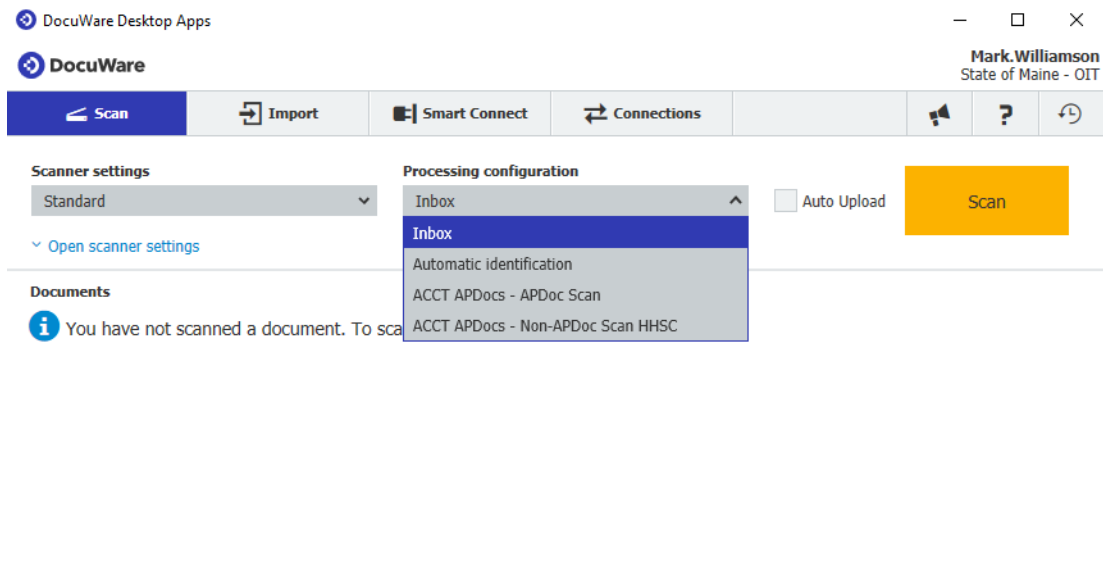 DocuWare Desktop Apps
DocuWare
Mark.Williamson
State of Maine - OIT
Scan
Import
Smart Connect
Connections
?
Scanner settings
Processing configuration
Standard
Inbox
Auto Upload
Scan
Inbox
Open scanner settings
Automatic identification
Documents
ACCT APDocs - APDoc Scan
You have not scanned a document. To sca
ACCT APDocs - Non-APDoc Scan HHSC